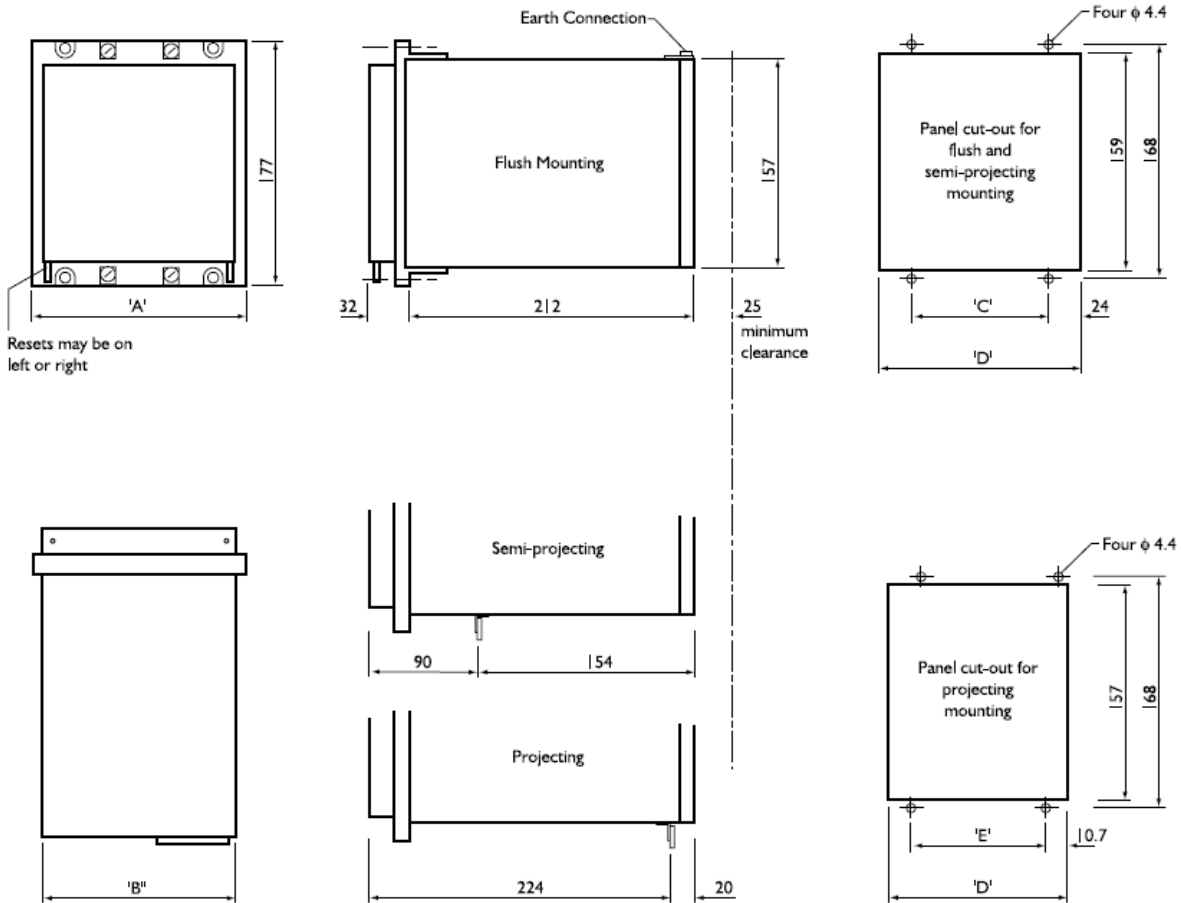 Earth Connection
Four ϕ 4.4
177
Flush Mounting
157
Panel cut-out for
flush and
semi-projecting
mounting
159
168
'A'
32
212
25
minimum
clearance
'C'
24
'D'
Resets may be on
left or right
Semi-projecting
90
154
Four ϕ 4.4
Projecting
Panel cut-out for
projecting
mounting
157
168
'B"
224
20
'E'
10.7
'D'